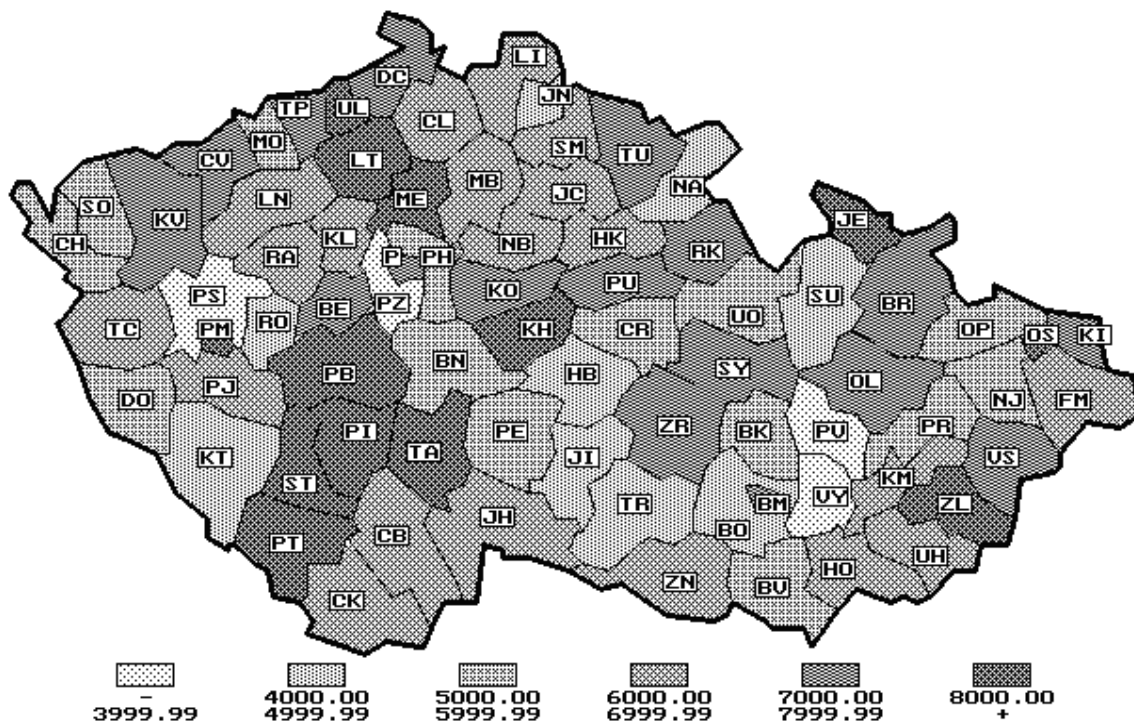 LI
DC
JN
TP UL
CL
MO SM
CV LT TU
MB NA
LN ME JC
SO KV
KL NB HK JE
CH RA P PH RK
PS BE PZ KO PU SU BR
TC PM RO KH CR UO OP OS KI
PB BN HB SY OL NJ FM
DO PJ
PI PE ZR BK PV PR
KT TA JI VS
ST TR BM VY KM ZL
PT CB JH BO
ZN BV HO UH
CK
- 4000.00 5000.00 6000.00 7000.00 8000.00
3999.99 4999.99 5999.99 6999.99 7999.99 +